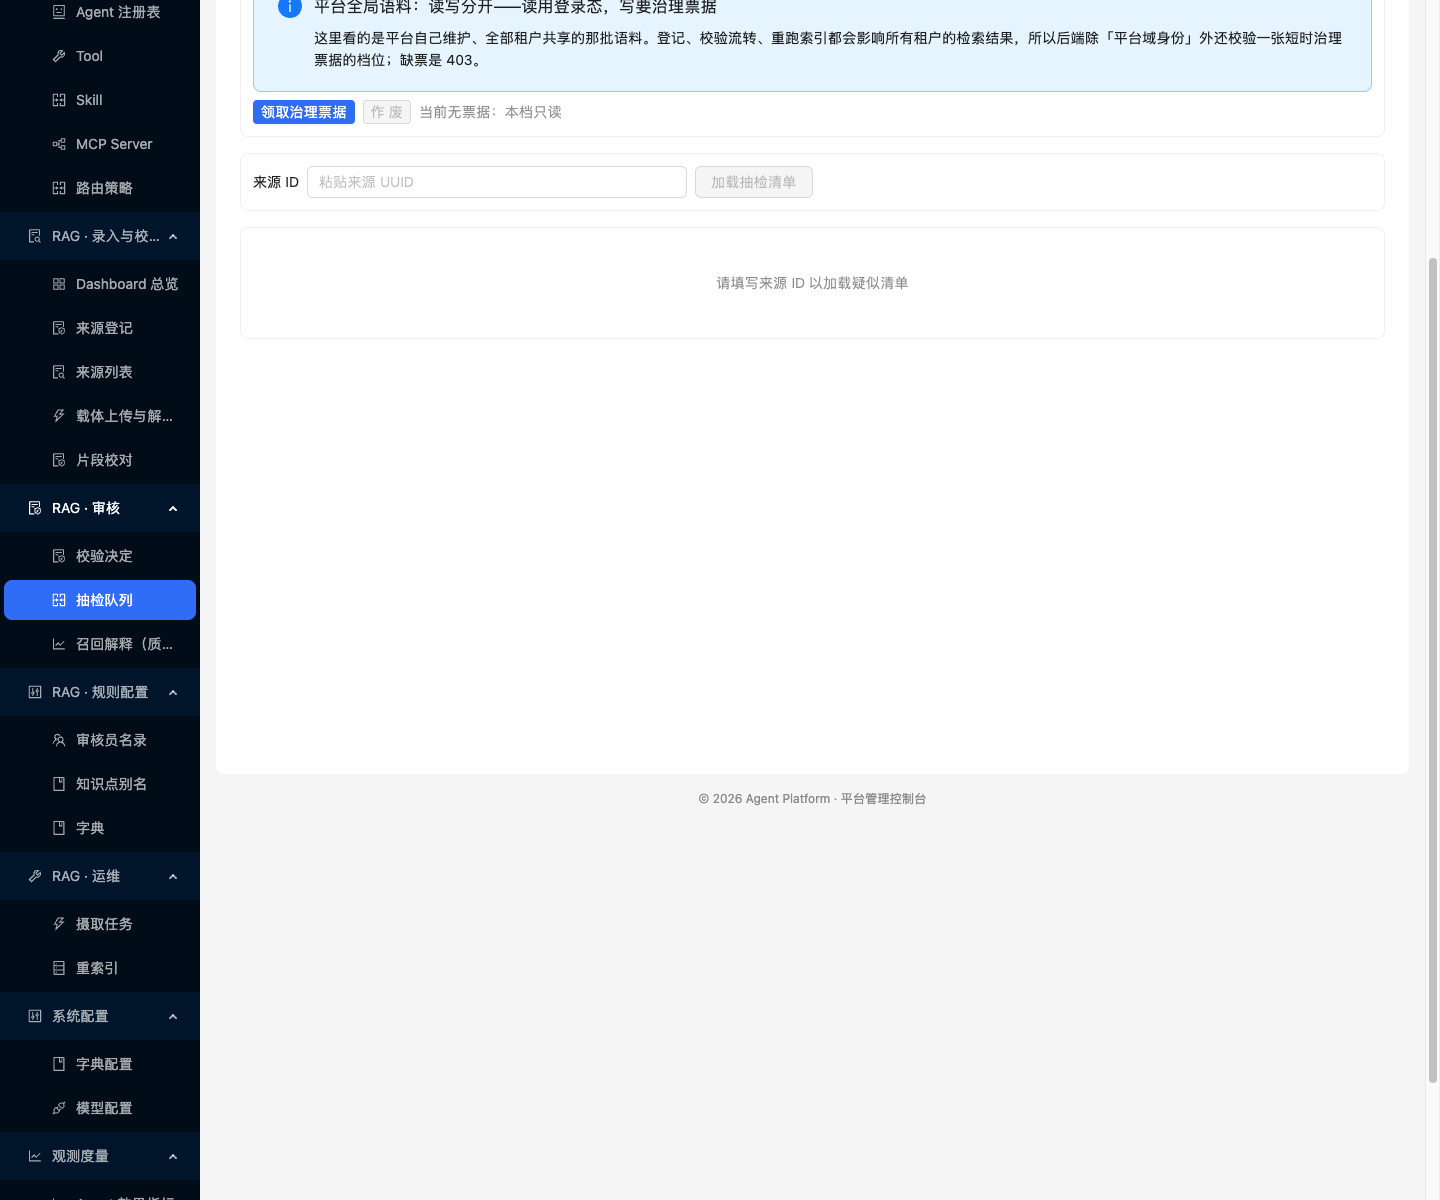 Agent 注册表
Tool
Skill
MCP Server
路由策略
RAG · 录入与校...
Dashboard 总览
来源登记
来源列表
载体上传与解...
片段校对
RAG · 审核
校验决定
抽检队列
召回解释（质...
RAG · 规则配置
审核员名录
知识点别名
字典
RAG · 运维
摄取任务
重索引
系统配置
字典配置
模型配置
观测度量
平台全局语料：读写分开——读用登录态，写要治理票据
这里看的是平台自己维护、全部租户共享的那批语料。登记、校验流转、重跑索引都会影响所有租户的检索结果，所以后端除「平台域身份」外还校验一张短时治理
票据的档位；缺票是 403。
领取治理票据 作 废 当前无票据：本档只读
来源 ID 粘贴来源 UUID 加载抽检清单
请填写来源 ID 以加载疑似清单
© 2026 Agent Platform · 平台管理控制台